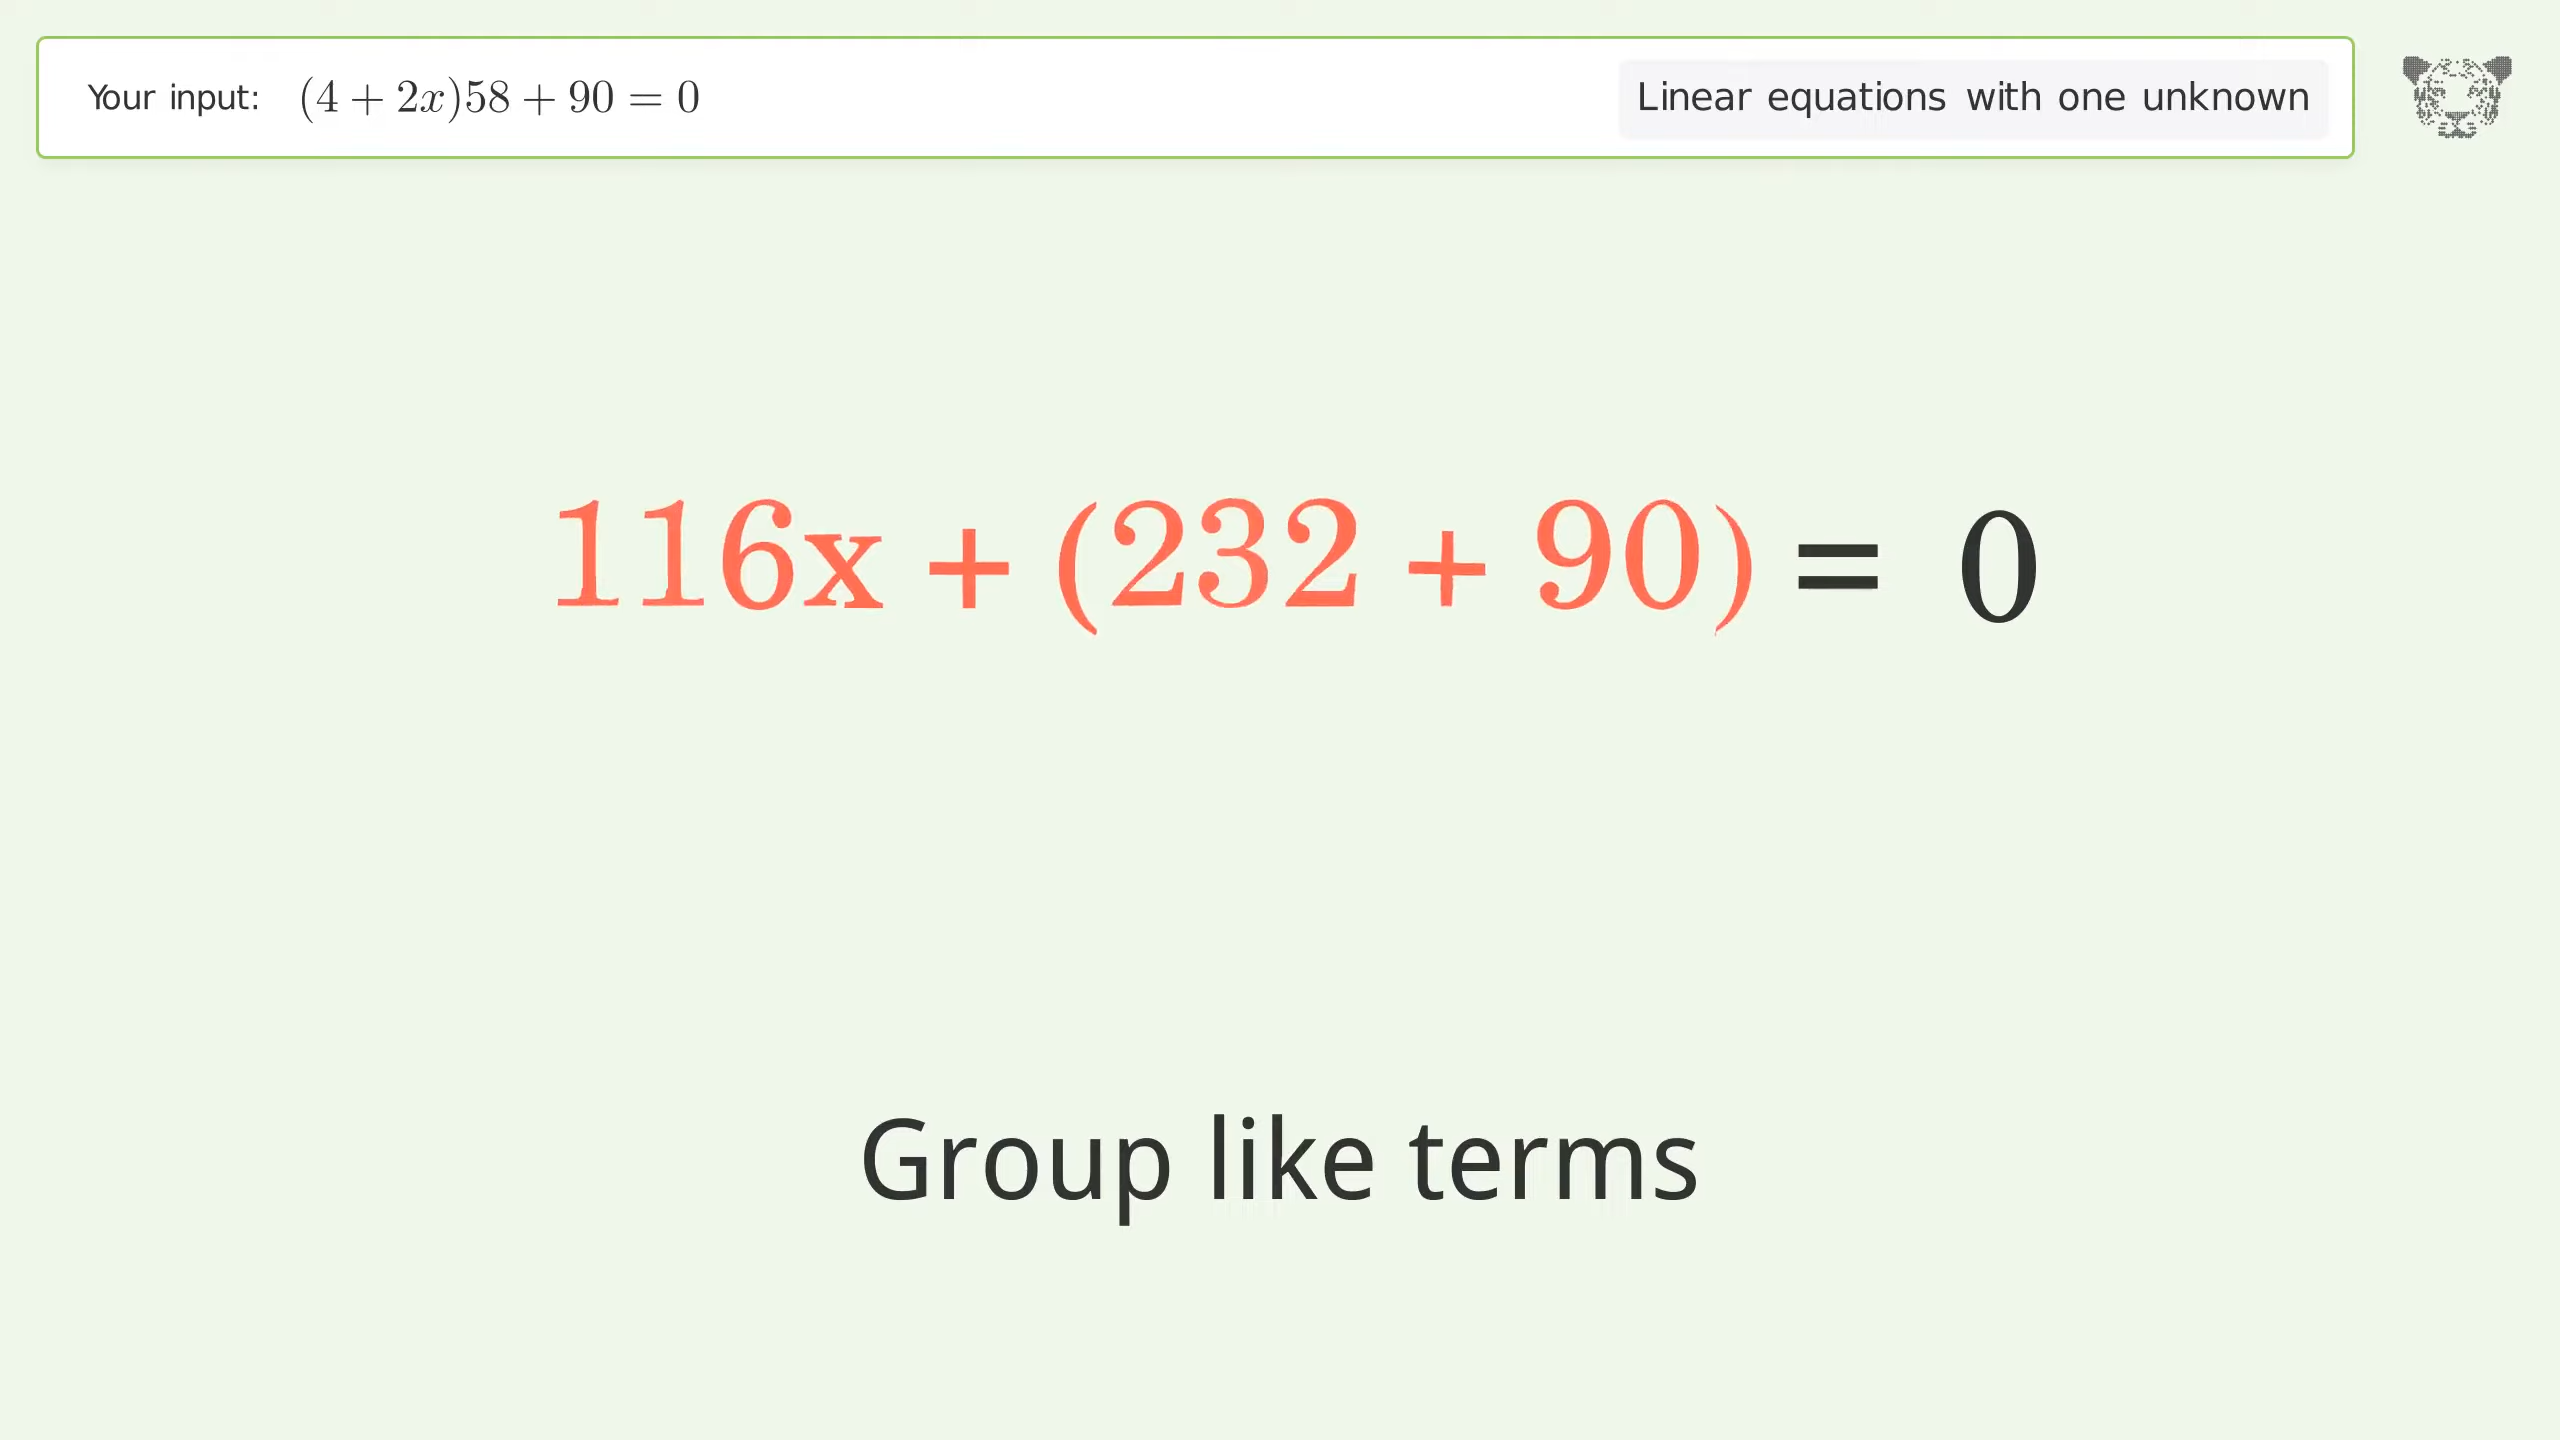 Your input: (4 + 2x)58 + 90 = 0 Linear equations with one unknown
116x + (232 + 90) = 0
Group like terms